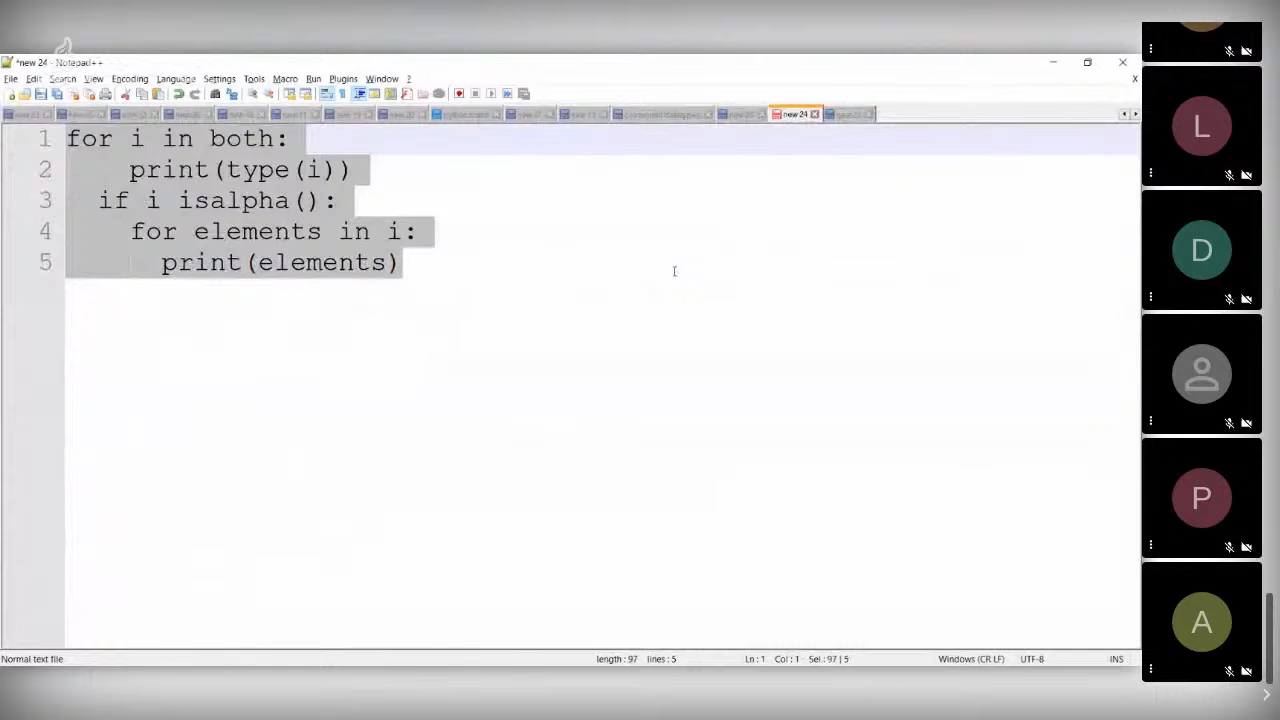 *new 24 - Notepad++
File Edit Search View Encoding Language Settings Tools Macro Run Plugins Window ?
X
new 24
1 for i in both:
2 print(type(i))
3 if i isalpha():
4 for elements in i:
5 print(elements)
Normal text file length : 97 lines : 5 Ln : 1 Col : 1 Sel : 97 | 5 Windows (CR LF) UTF-8 INS
L
D
P
A